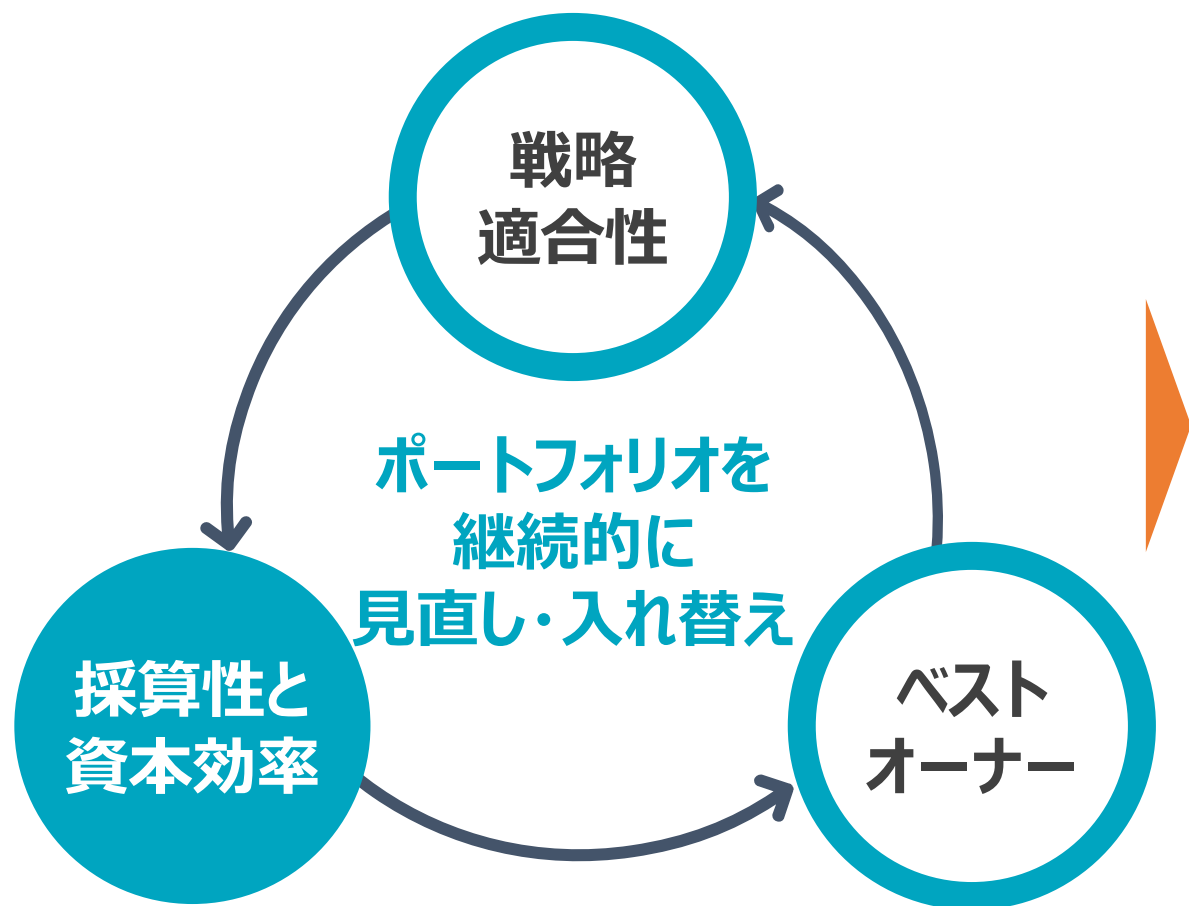 戦略
適合性
ポートフォリオを
継続的に
見直し・入れ替え
採算性と
資本効率
ベスト
オーナー